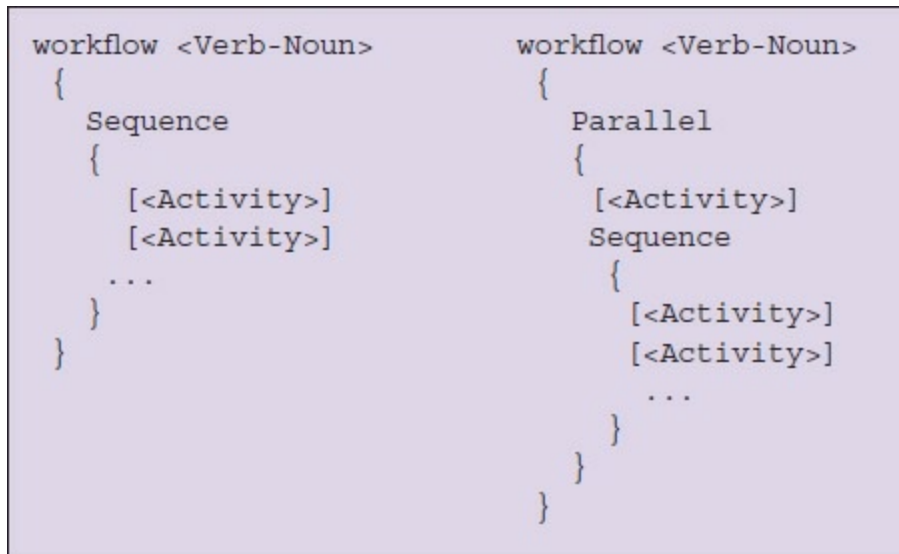 workflow <Verb-Noun>
{
Sequence
{
[<Activity>]
[<Activity>]
...
}
}
workflow <Verb-Noun>
{
Parallel
{
[<Activity>]
Sequence
{
[<Activity>]
[<Activity>]
...
}
}
}